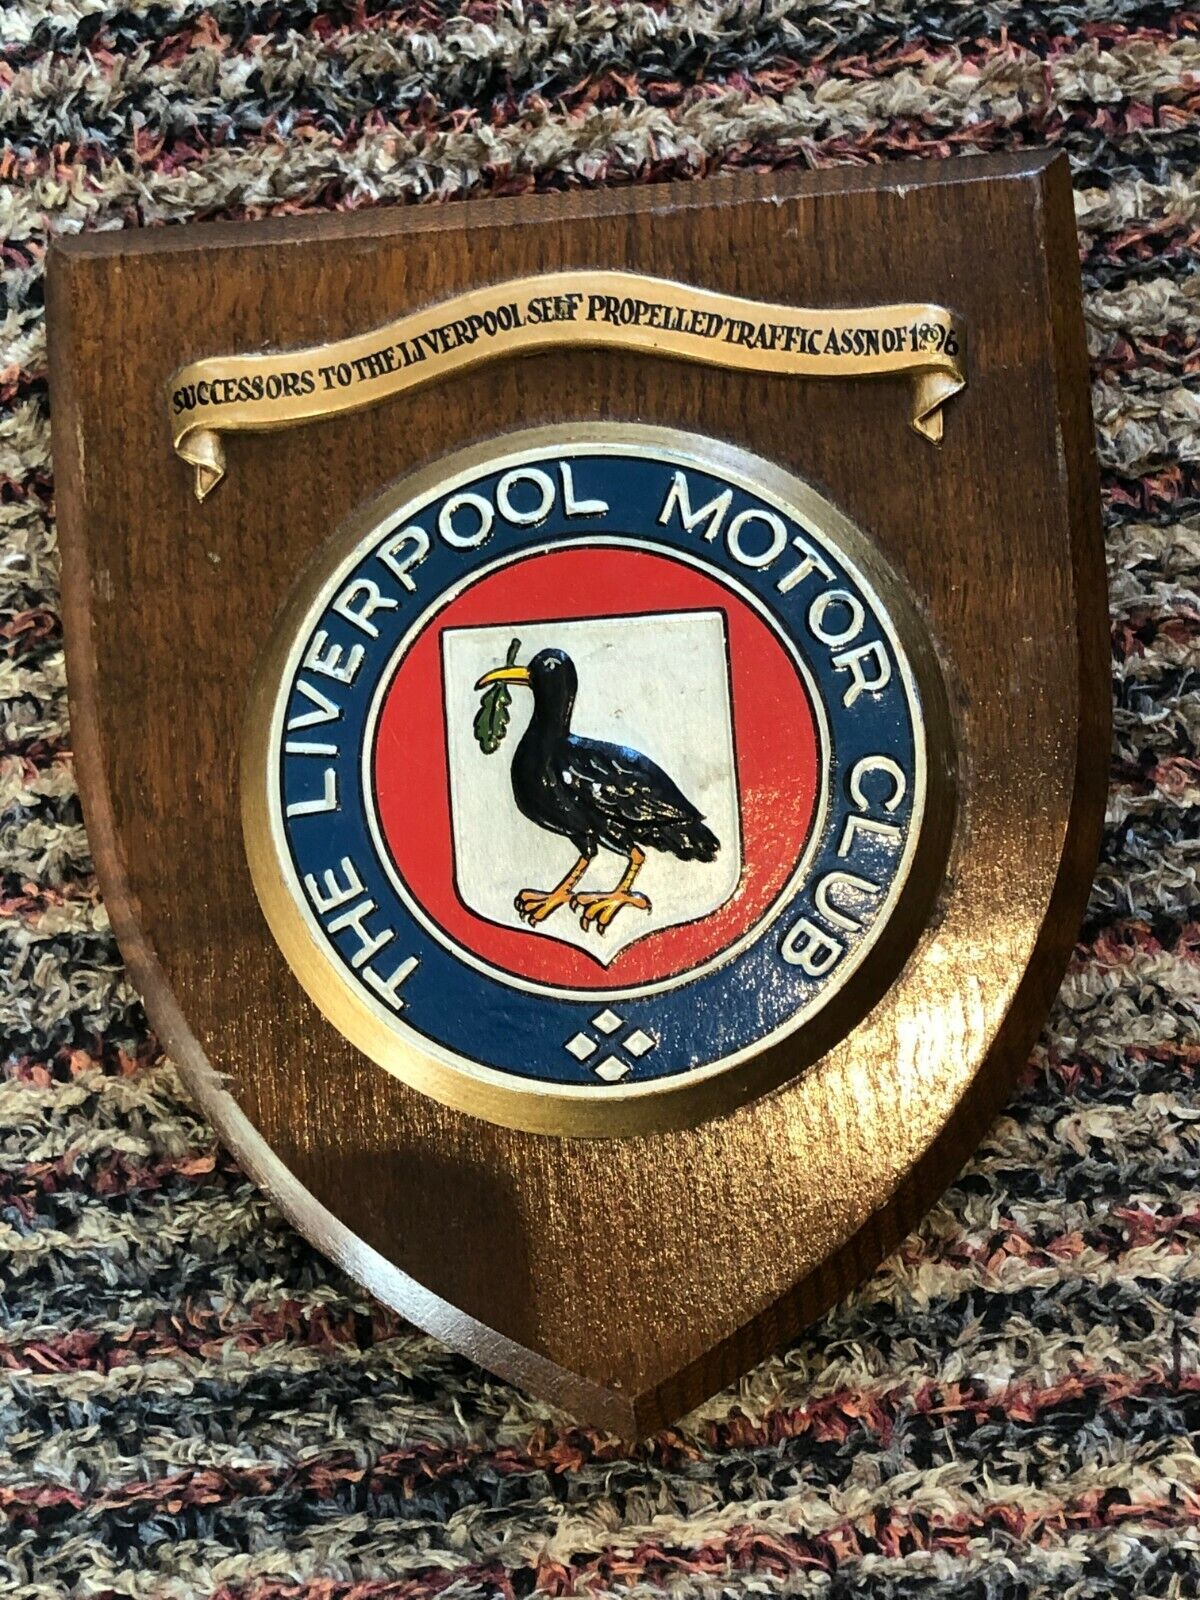 SUCCESSORS TO THE LIVERPOOL SELF PROPELLED TRAFFIC ASSN OF 1896
THE LIVERPOOL MOTOR CLUB